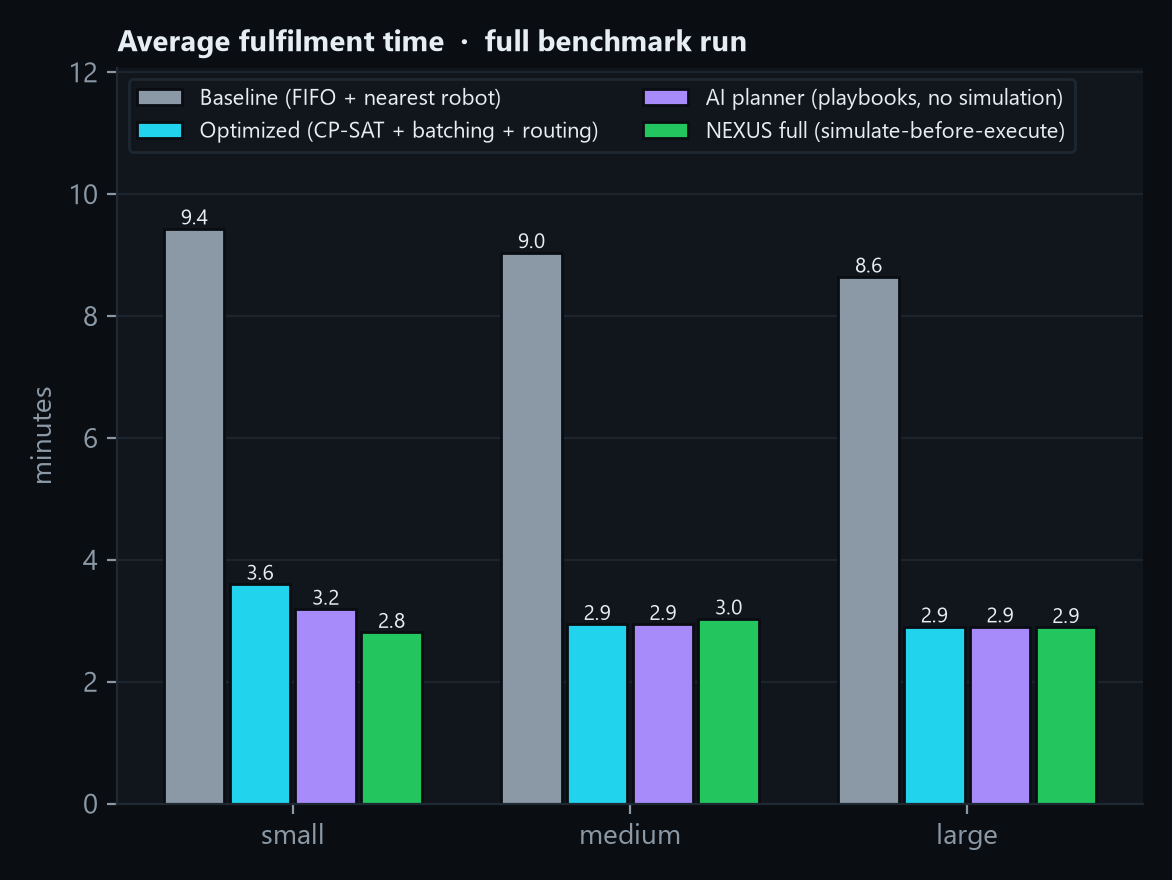 Average fulfilment time · full benchmark run
12
10
8
6
4
2
0
minutes
Baseline (FIFO + nearest robot)
Optimized (CP-SAT + batching + routing)
AI planner (playbooks, no simulation)
NEXUS full (simulate-before-execute)
9.4
3.6
3.2
2.8
9.0
2.9
2.9
3.0
8.6
2.9
2.9
2.9
small
medium
large